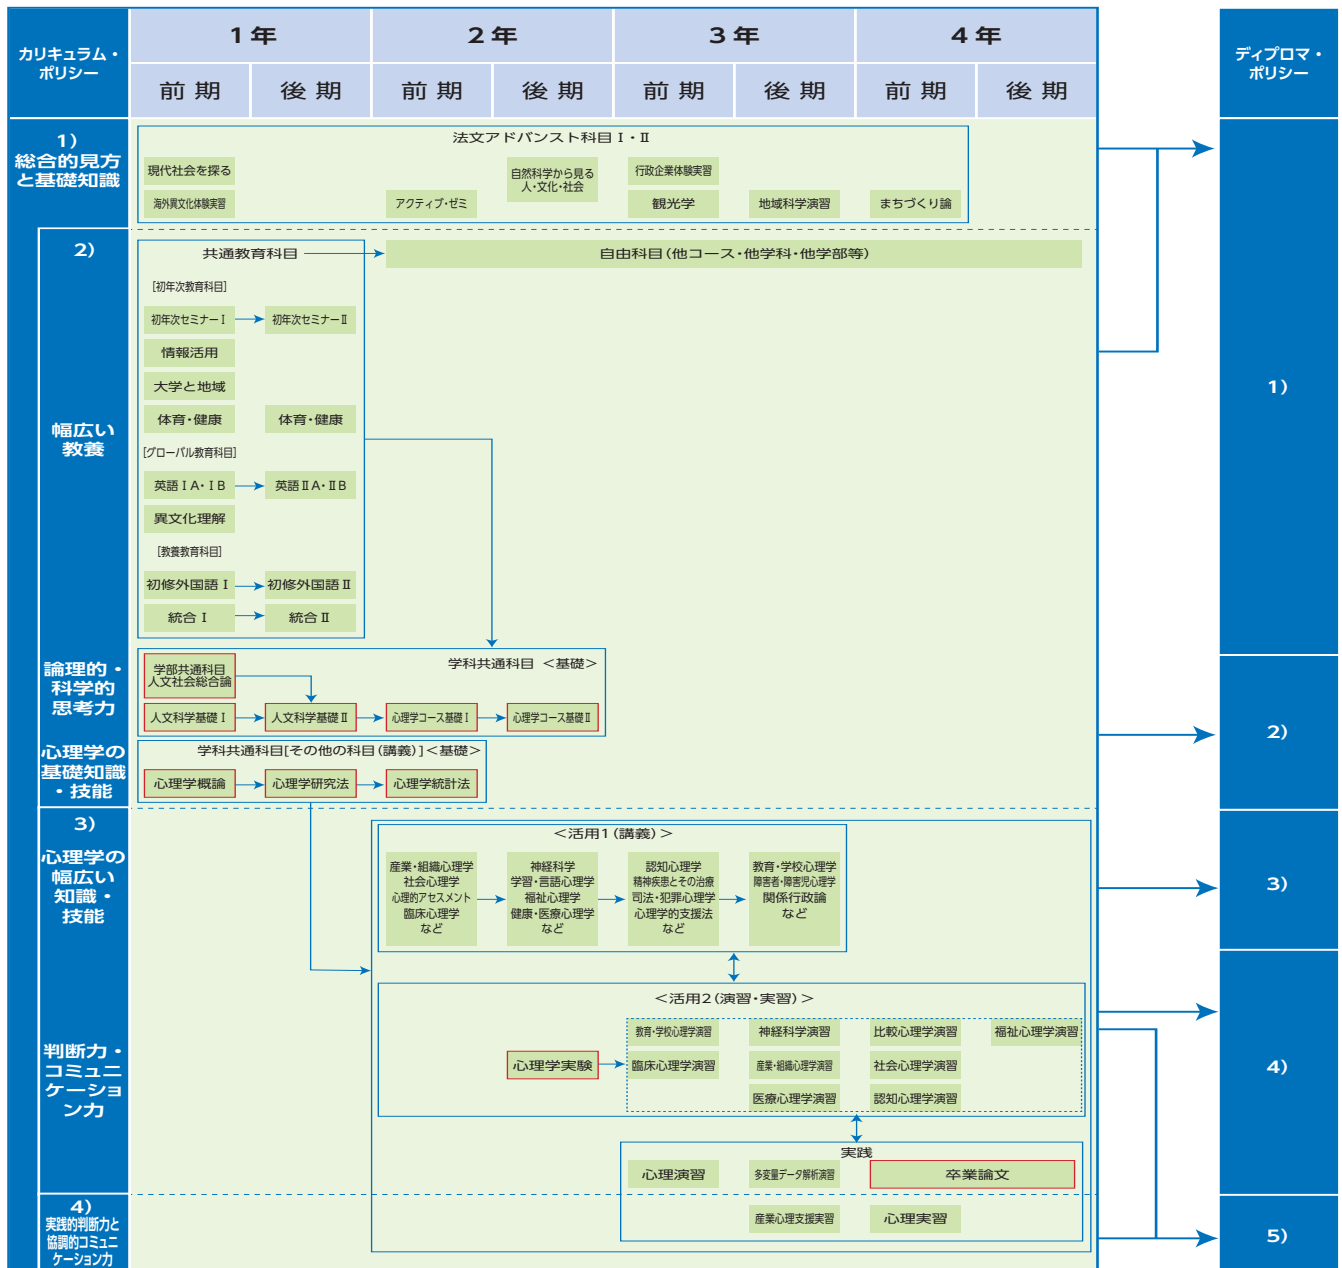 カリキュラム・
ポリシー
1年
2年
3年
4年
ディプロマ・
ポリシー
前期
後期
前期
後期
前期
後期
前期
後期
1)
総合的見方
と基礎知識
法文アドバンスト科目Ⅰ・Ⅱ
現代社会を探る
自然科学から見る
人・文化・社会
行政企業体験実習
海外異文化体験実習
アクティブ・ゼミ
観光学
地域科学演習
まちづくり論
2)
幅広い
教養
共通教育科目
自由科目(他コース・他学科・他学部等)
[初年次教育科目]
初年次セミナーⅠ
初年次セミナーⅡ
情報活用
大学と地域
体育・健康
体育・健康
[グローバル教育科目]
英語ⅠA・ⅠB
英語ⅡA・ⅡB
異文化理解
[教養教育科目]
初修外国語Ⅰ
初修外国語Ⅱ
統合Ⅰ
統合Ⅱ
1)
論理的・
科学的
思考力
学科共通科目 <基礎>
学部共通科目
人文社会総合論
人文科学基礎Ⅰ
人文科学基礎Ⅱ
心理学コース基礎Ⅰ
心理学コース基礎Ⅱ
2)
心理学の
基礎知識
・技能
学科共通科目[その他の科目(講義)]<基礎>
心理学概論
心理学研究法
心理学統計法
3)
心理学の
幅広い
知識・
技能
<活用1(講義)>
産業・組織心理学
社会心理学
心理的アセスメント
臨床心理学
など
神経科学
学習・言語心理学
福祉心理学
健康・医療心理学
など
認知心理学
精神疾患とその治療
司法・犯罪心理学
心理学的支援法
など
教育・学校心理学
障害者・障害児心理学
関係行政論
など
3)
判断力・
コミュニ
ケーショ
ン力
<活用2(演習・実習)>
教育・学校心理学演習
神経科学演習
比較心理学演習
福祉心理学演習
心理学実験
臨床心理学演習
産業・組織心理学演習
社会心理学演習
医療心理学演習
認知心理学演習
4)
実践
心理演習
多変量データ解析演習
卒業論文
4)
実践的判断力と
協調的コミュニ
ケーション力
産業心理支援実習
心理実習
5)